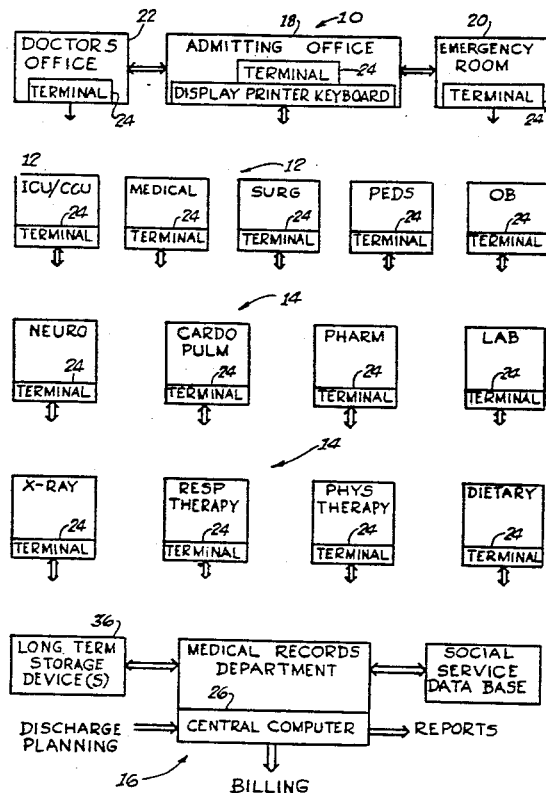 22 18 10 20
DOCTORS OFFICE
TERMINAL
24
ADMITTING OFFICE
TERMINAL 24
DISPLAY PRINTER KEYBOARD
EMERGENCY ROOM
TERMINAL
24
12 12
ICU/CCU MEDICAL SURG PEDS OB
24 24 24 24 24
TERMINAL TERMINAL TERMINAL TERMINAL TERMINAL
14
NEURO
CARDO PULM
PHARM LAB
24 24 24 24
TERMINAL TERMINAL TERMINAL TERMINAL
14
X-RAY
RESP THERAPY
PHYS THERAPY
DIETARY
24 24 24 24
TERMINAL TERMINAL TERMINAL TERMINAL
36
LONG TERM
STORAGE
DEVICE(S)
MEDICAL RECORDS
DEPARTMENT
SOCIAL
SERVICE
DATA BASE
26
DISCHARGE
PLANNING
CENTRAL COMPUTER
REPORTS
16
BILLING